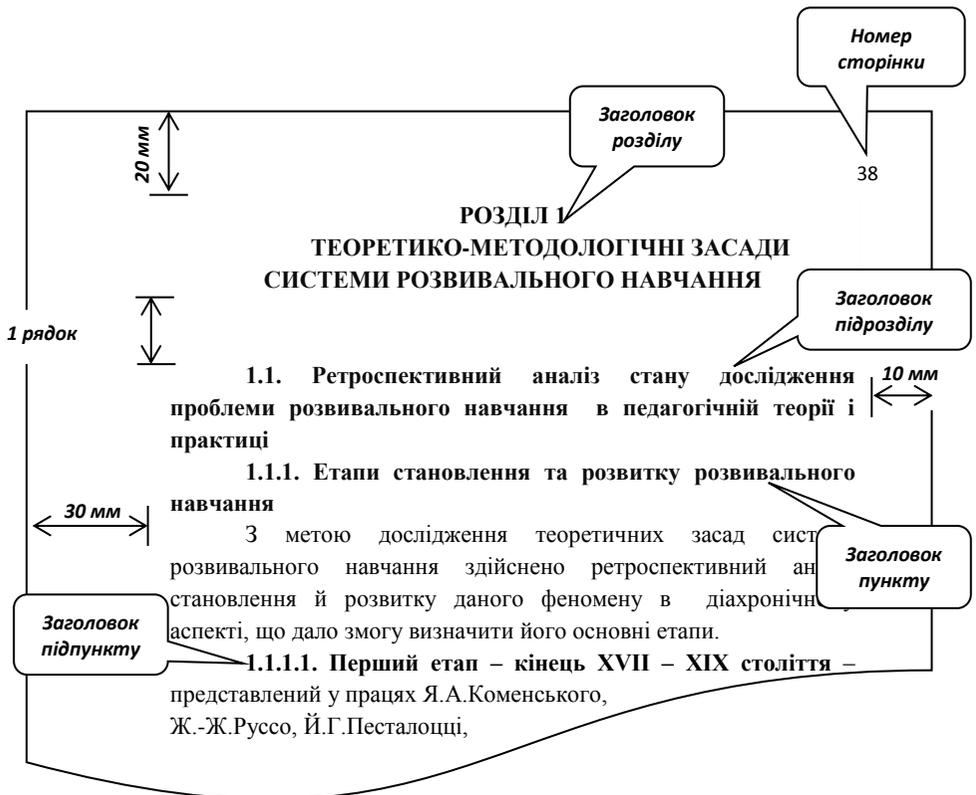 Номер
сторінки
Заголовок
розділу
20 мм
38
РОЗДІЛ 1
ТЕОРЕТИКО-МЕТОДОЛОГІЧНІ ЗАСАДИ
СИСТЕМИ РОЗВИВАЛЬНОГО НАВЧАННЯ
Заголовок
підрозділу
1 рядок
1.1. Ретроспективний аналіз стану дослідження
проблеми розвивального навчання в педагогічній теорії і
практиці
10 мм
1.1.1. Етапи становлення та розвитку розвивального
навчання
30 мм
З метою дослідження теоретичних засад
розвивального навчання здійснено ретроспективний
становлення й розвитку даного феномену в
аспекті, що дало змогу визначити його основні етапи.
Заголовок
пункту
Заголовок
підпункту
1.1.1.1. Перший етап – кінець XVII – XIX століття –
представлений у працях Я.А.Коменського,
Ж.-Ж.Руссо, Й.Г.Песталоцці,